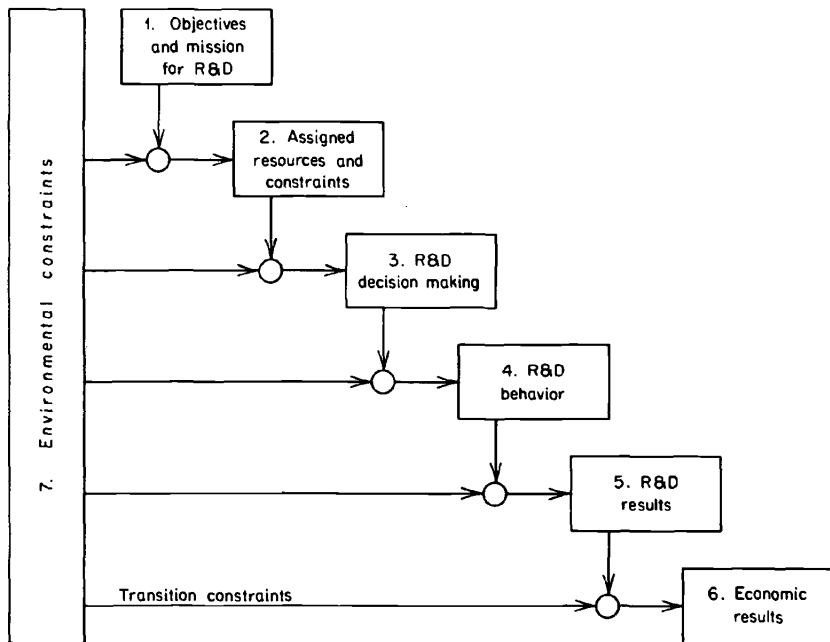 1. Objectives
and mission
for R&D
2. Assigned
resources and
constraints
3. R&D
decision making
4. R&D
behavior
5. R&D
results
6. Economic
results
Transition constraints
7. Environmental constraints